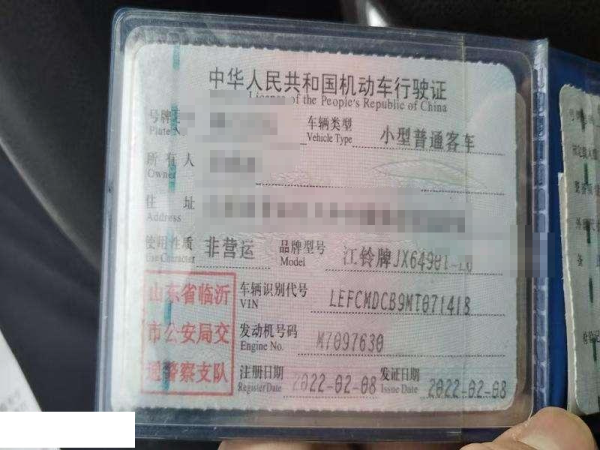 中华人民共和国机动车行驶证
License of the People's Republic of China
号牌
Plate No.
车辆类型
Vehicle Type
小型普通客车
所有人
Owner
住址
Address
使用性质
Use Character
非营运
品牌型号
Model
江铃牌JX6490T-L6
山东省临沂
市公安局交
通警察支队
车辆识别代号
VIN
LEFCMDCB9MT071418
发动机号码
Engine No.
M7097630
注册日期
Register Date
2022-02-08
发证日期
Issue Date
2022-02-08